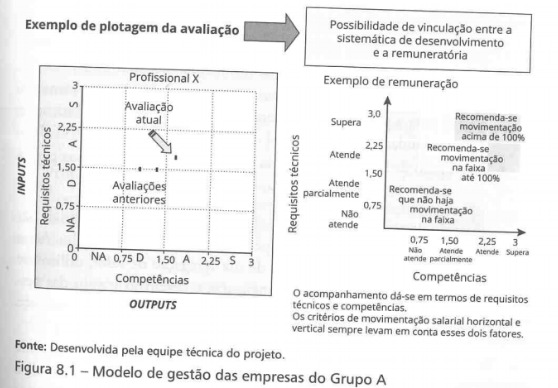 Exemplo de plotagem da avaliação
Possibilidade de vinculação entre a
sistemática de desenvolvimento
e a remuneratória
Profissional X
INPUTS
Requisitos técnicos
3
S
2,25
A
1,50
D
0,75
NA
0
Avaliação
atual
Avaliações
anteriores
NA 0,75 D 1,5 A 2,25 S 3
Competências
OUTPUTS
Exemplo de remuneração
Requisitos técnicos
Supera
Atende
Atende
parcialmente
Não
atende
3,0
2,25
1,50
0,75
Recomenda-se
movimentação
acima de 100%
Recomenda-se
movimentação
na faixa
até 100%
Recomenda-se
que não haja
movimentação
na faixa
0,75 1,50 2,25 3
Não Atende Atende Supera
atende parcialmente
Competências
O acompanhamento dá-se em termos de requisitos
técnicos e competências.
Os critérios de movimentação salarial horizontal e
vertical sempre levam em conta esses dois fatores.
Fonte: Desenvolvida pela equipe técnica do projeto.
Figura 8.1 – Modelo de gestão das empresas do Grupo A